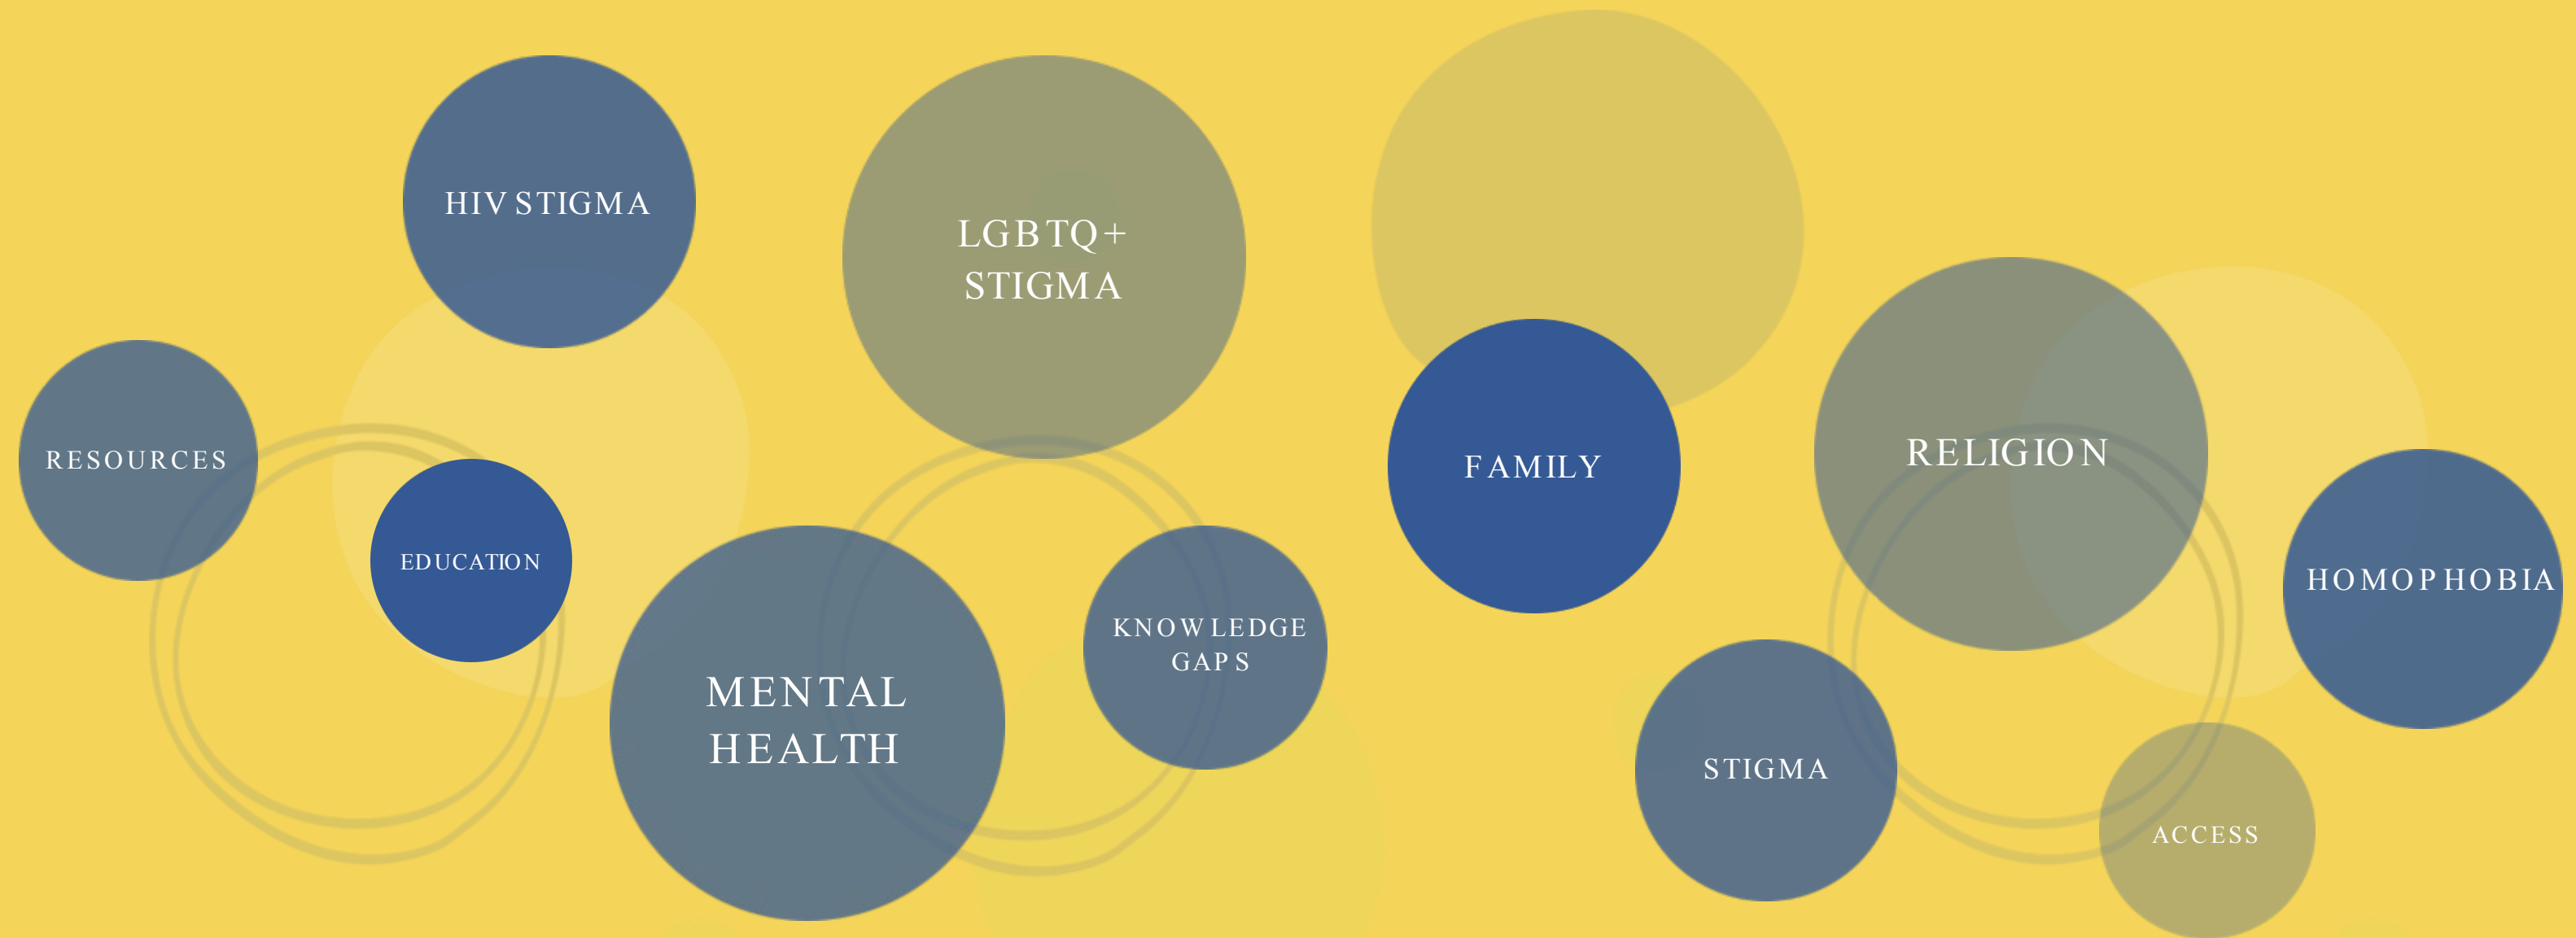 HIV STIGMA
LGBTQ+
STIGMA
RESOURCES
EDUCATION
FAMILY
RELIGION
HOMOPHOBIA
MENTAL
HEALTH
KNOWLEDGE
GAPS
STIGMA
ACCESS